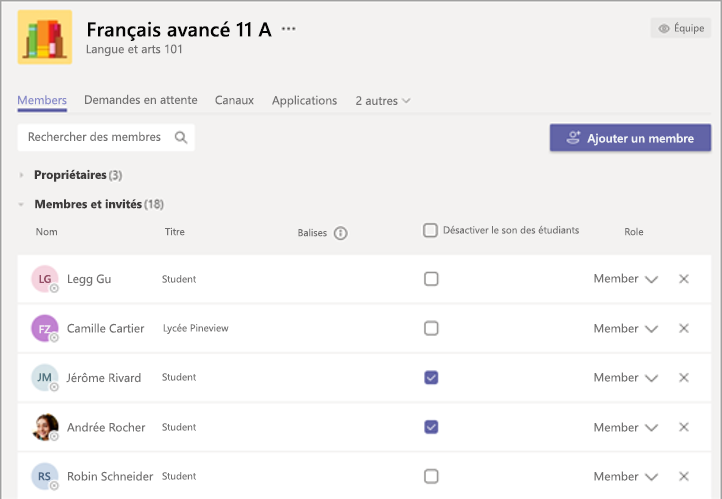 Français avancé 11 A ...
Langue et arts 101
Équipe
Members Demandes en attente Canaux Applications 2 autres
Rechercher des membres
Ajouter un membre
Propriétaires (3)
Membres et invités (18)
Nom Titre Balises Désactiver le son des étudiants Role
LG Legg Gu Student Member
FZ Camille Cartier Lycée Pineview Member
JM Jérôme Rivard Student Member
Andrée Rocher Student Member
RS Robin Schneider Student Member